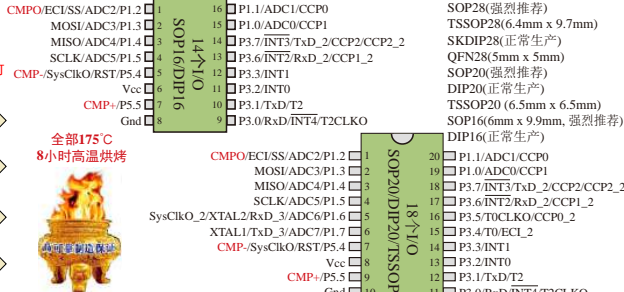 CMPO/ECI/SS/ADC2/P1.2 1 16 P1.1/ADC1/CCP0
MOSI/ADC3/P1.3 2 15 P1.0/ADC0/CCP1
MISO/ADC4/P1.4 3 14 P3.7/INT3/TxD_2/CCP2/CCP2_2
SCLK/ADC5/P1.5 4 13 P3.6/INT2/RxD_2/CCP1_2
CMP-/SysClkO/RST/P5.4 5 12 P3.3/INT1
Vcc 6 11 P3.2/INT0
CMP+/P5.5 7 10 P3.1/TxD/T2
Gnd 8 9 P3.0/RxD/INT4/T2CLKO
14个I/O
SOP16/DIP16
SOP28(强烈推荐)
TSSOP28(6.4mm x 9.7mm)
SKDIP28(正常生产)
QFN28(5mm x 5mm)
SOP20(强烈推荐)
DIP20(正常生产)
TSSOP20 (6.5mm x 6.5mm)
SOP16(6mm x 9.9mm, 强烈推荐)
DIP16(正常生产)
全部175℃
8小时高温烘烤
CMPO/ECI/SS/ADC2/P1.2 1 20 P1.1/ADC1/CCP0
MOSI/ADC3/P1.3 2 19 P1.0/ADC0/CCP1
MISO/ADC4/P1.4 3 18 P3.7/INT3/TxD_2/CCP2/CCP2_2
SCLK/ADC5/P1.5 4 17 P3.6/INT2/RxD_2/CCP1_2
SysClkO_2/XTAL2/RxD_3/ADC6/P1.6 5 16 P3.5/T0CLKO/CCP0_2
XTAL1/TxD_3/ADC7/P1.7 6 15 P3.4/T0/ECI_2
CMP-/SysClkO/RST/P5.4 7 14 P3.3/INT1
Vcc 8 13 P3.2/INT0
CMP+/P5.5 9 12 P3.1/TxD/T2
Gnd 10 11 P3.0/RxD/INT4/T2CLKO
18个I/O
SOP20/DIP20/TSSOP